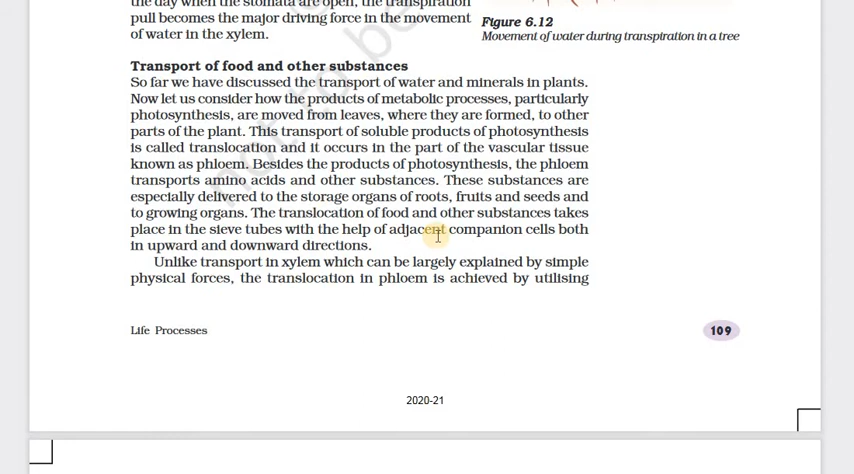 the day when the stomata are open, the transpiration
pull becomes the major driving force in the movement
of water in the xylem.
Figure 6.12
Movement of water during transpiration in a tree
Transport of food and other substances
So far we have discussed the transport of water and minerals in plants.
Now let us consider how the products of metabolic processes, particularly
photosynthesis, are moved from leaves, where they are formed, to other
parts of the plant. This transport of soluble products of photosynthesis
is called translocation and it occurs in the part of the vascular tissue
known as phloem. Besides the products of photosynthesis, the phloem
transports amino acids and other substances. These substances are
especially delivered to the storage organs of roots, fruits and seeds and
to growing organs. The translocation of food and other substances takes
place in the sieve tubes with the help of adjacent companion cells both
in upward and downward directions.
Unlike transport in xylem which can be largely explained by simple
physical forces, the translocation in phloem is achieved by utilising
Life Processes
109
2020-21
not to be